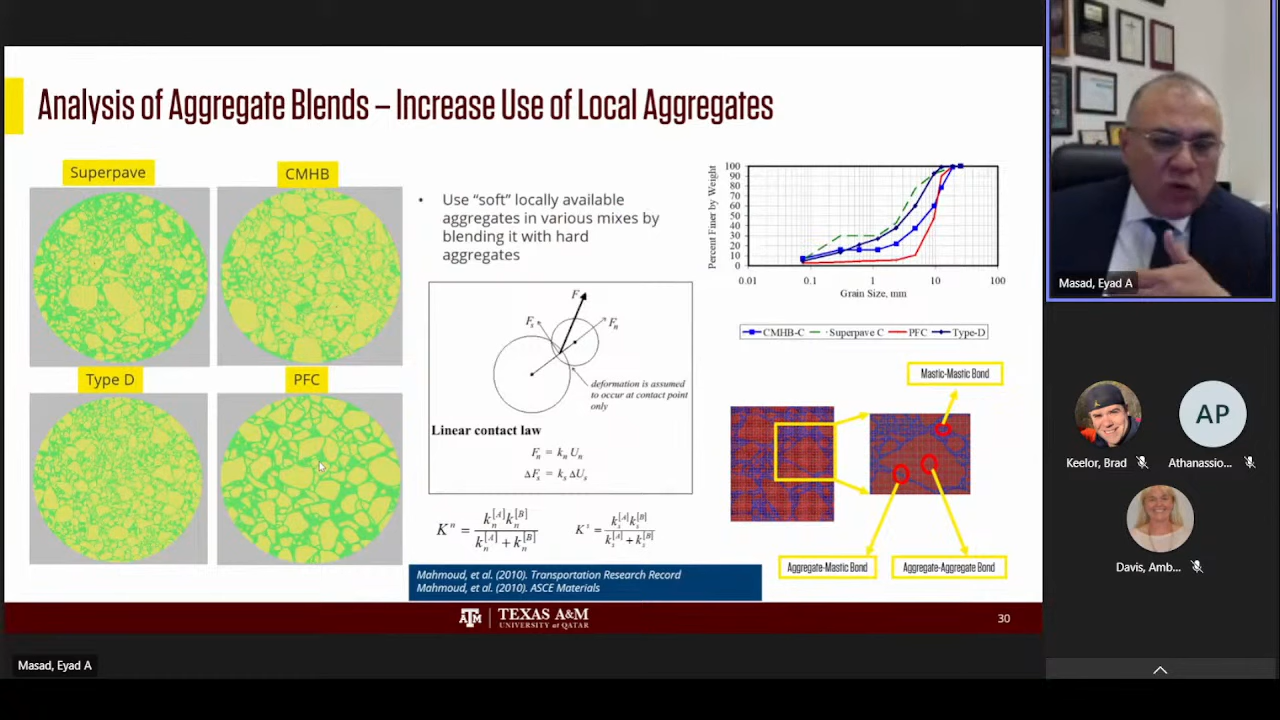 Analysis of Aggregate Blends – Increase Use of Local Aggregates
Superpave
CMHB
Type D
PFC
• Use “soft” locally available
aggregates in various mixes by
blending it with hard
aggregates
F
Fs
Fn
deformation is assumed
to occur at contact point
only
Linear contact law
Fn = kn Un
ΔFs = ks ΔUs
K^n = kn^[A] kn^[B] / kn^[A] + kn^[B]
K^s = ks^[A] ks^[B] / ks^[A] + ks^[B]
Mahmoud, et al. (2010). Transportation Research Record
Mahmoud, et al. (2010). ASCE Materials
Percent Finer by Weight
100
90
80
70
60
50
40
30
20
10
0
0.01
0.1
1
10
100
Grain Size, mm
CMHB-C
Superpave C
PFC
Type-D
Mastic-Mastic Bond
Aggregate-Mastic Bond
Aggregate-Aggregate Bond
ATM
TEXAS A&M
UNIVERSITY at QATAR
30
Masad, Eyad A
Masad, Eyad A
Keelor, Brad
AP
Athanassio...
Davis, Amb...